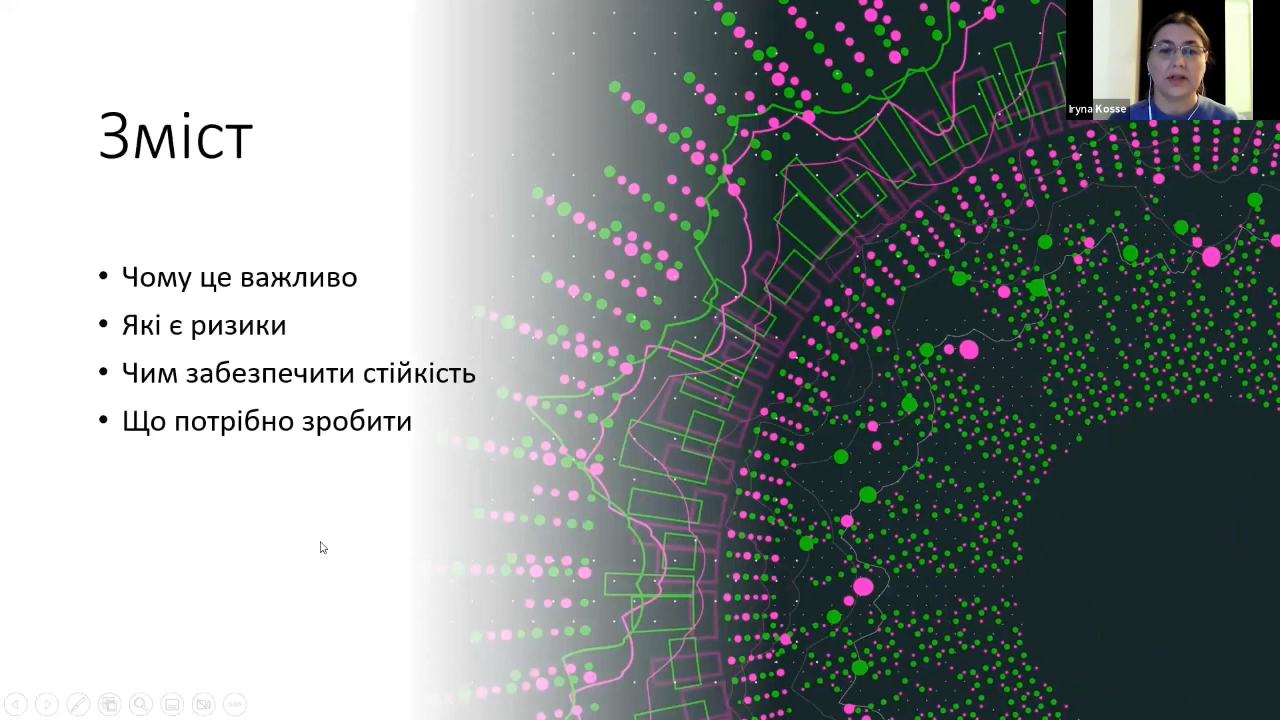 Зміст
• Чому це важливо
• Які є ризики
• Чим забезпечити стійкість
• Що потрібно зробити
Iryna Kosse